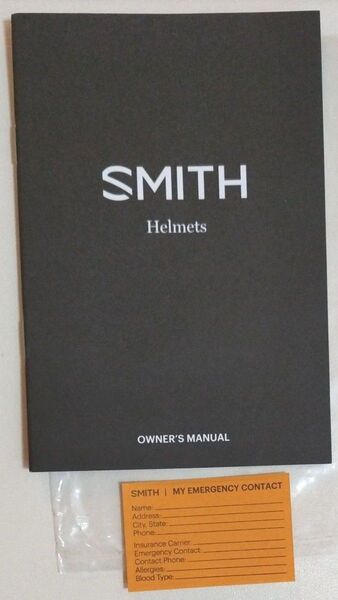 SMITH
Helmets
OWNER'S MANUAL
SMITH | MY EMERGENCY CONTACT
Name:
Address:
City, State:
Phone:
Insurance Carrier:
Emergency Contact:
Contact Phone:
Allergies:
Blood Type: